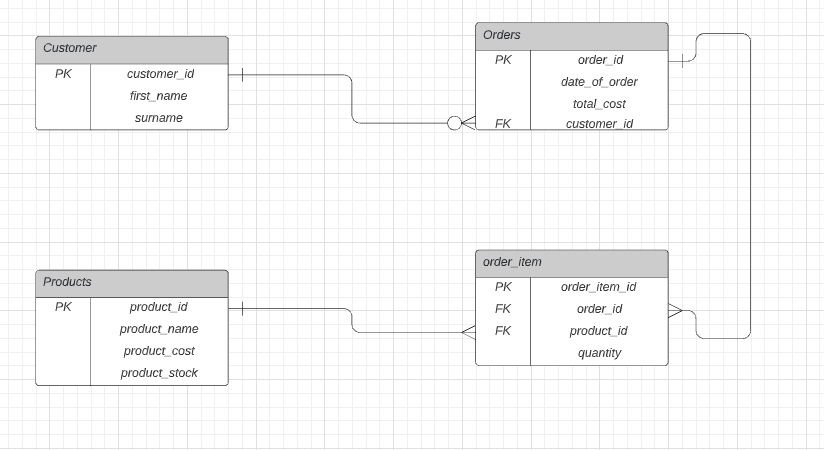 Customer
PK customer_id
first_name
surname
Orders
PK order_id
date_of_order
total_cost
FK customer_id
Products
PK product_id
product_name
product_cost
product_stock
order_item
PK order_item_id
FK order_id
FK product_id
quantity